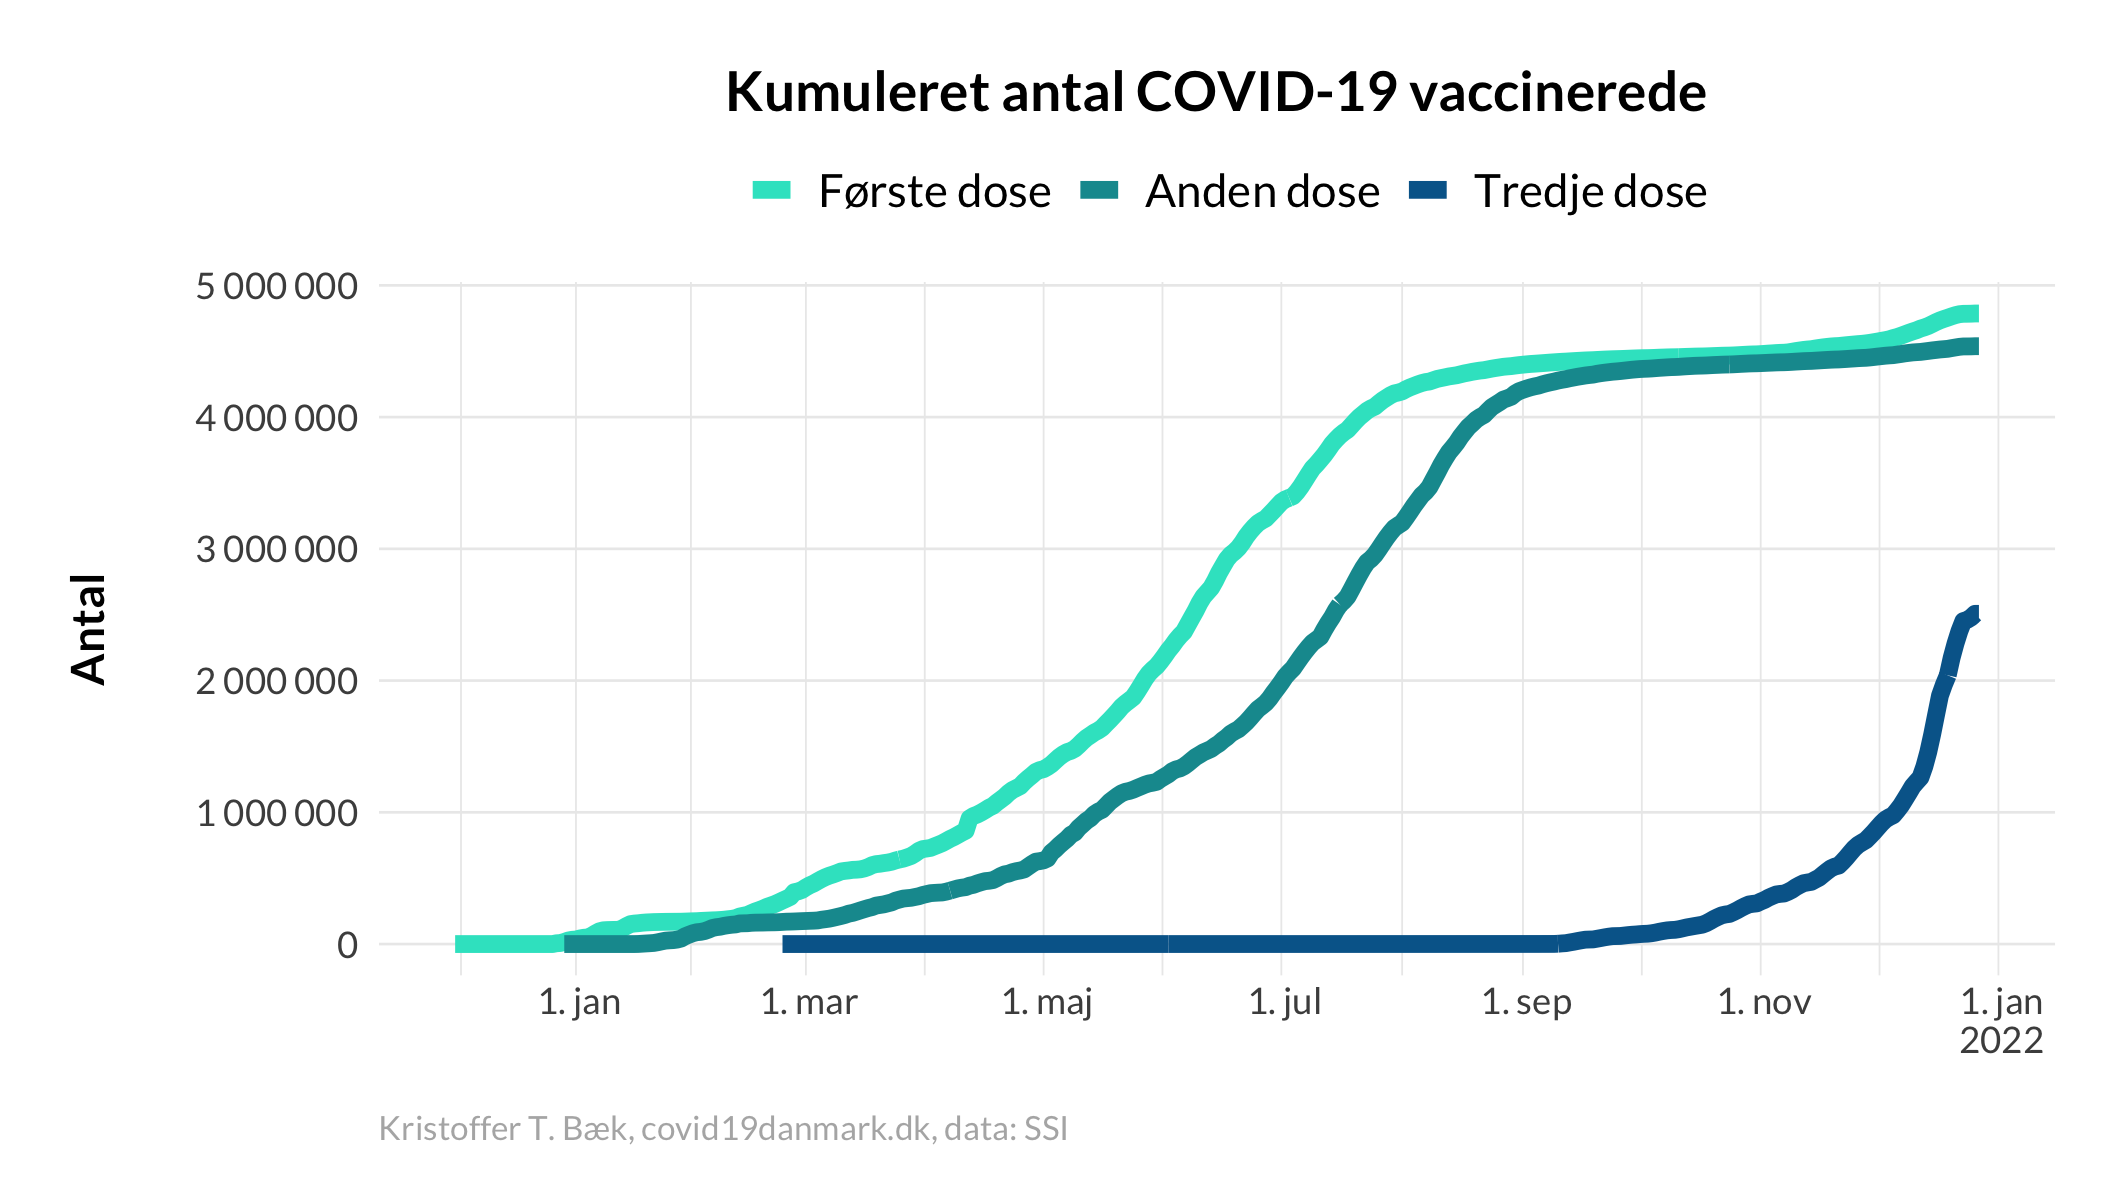 Kumuleret antal COVID-19 vaccinerede
Første dose Anden dose Tredje dose
Antal
5 000 000
4 000 000
3 000 000
2 000 000
1 000 000
0
1. jan 1. mar 1. maj 1. jul 1. sep 1. nov 1. jan
2022
Kristoffer T. Bæk, covid19danmark.dk, data: SSI